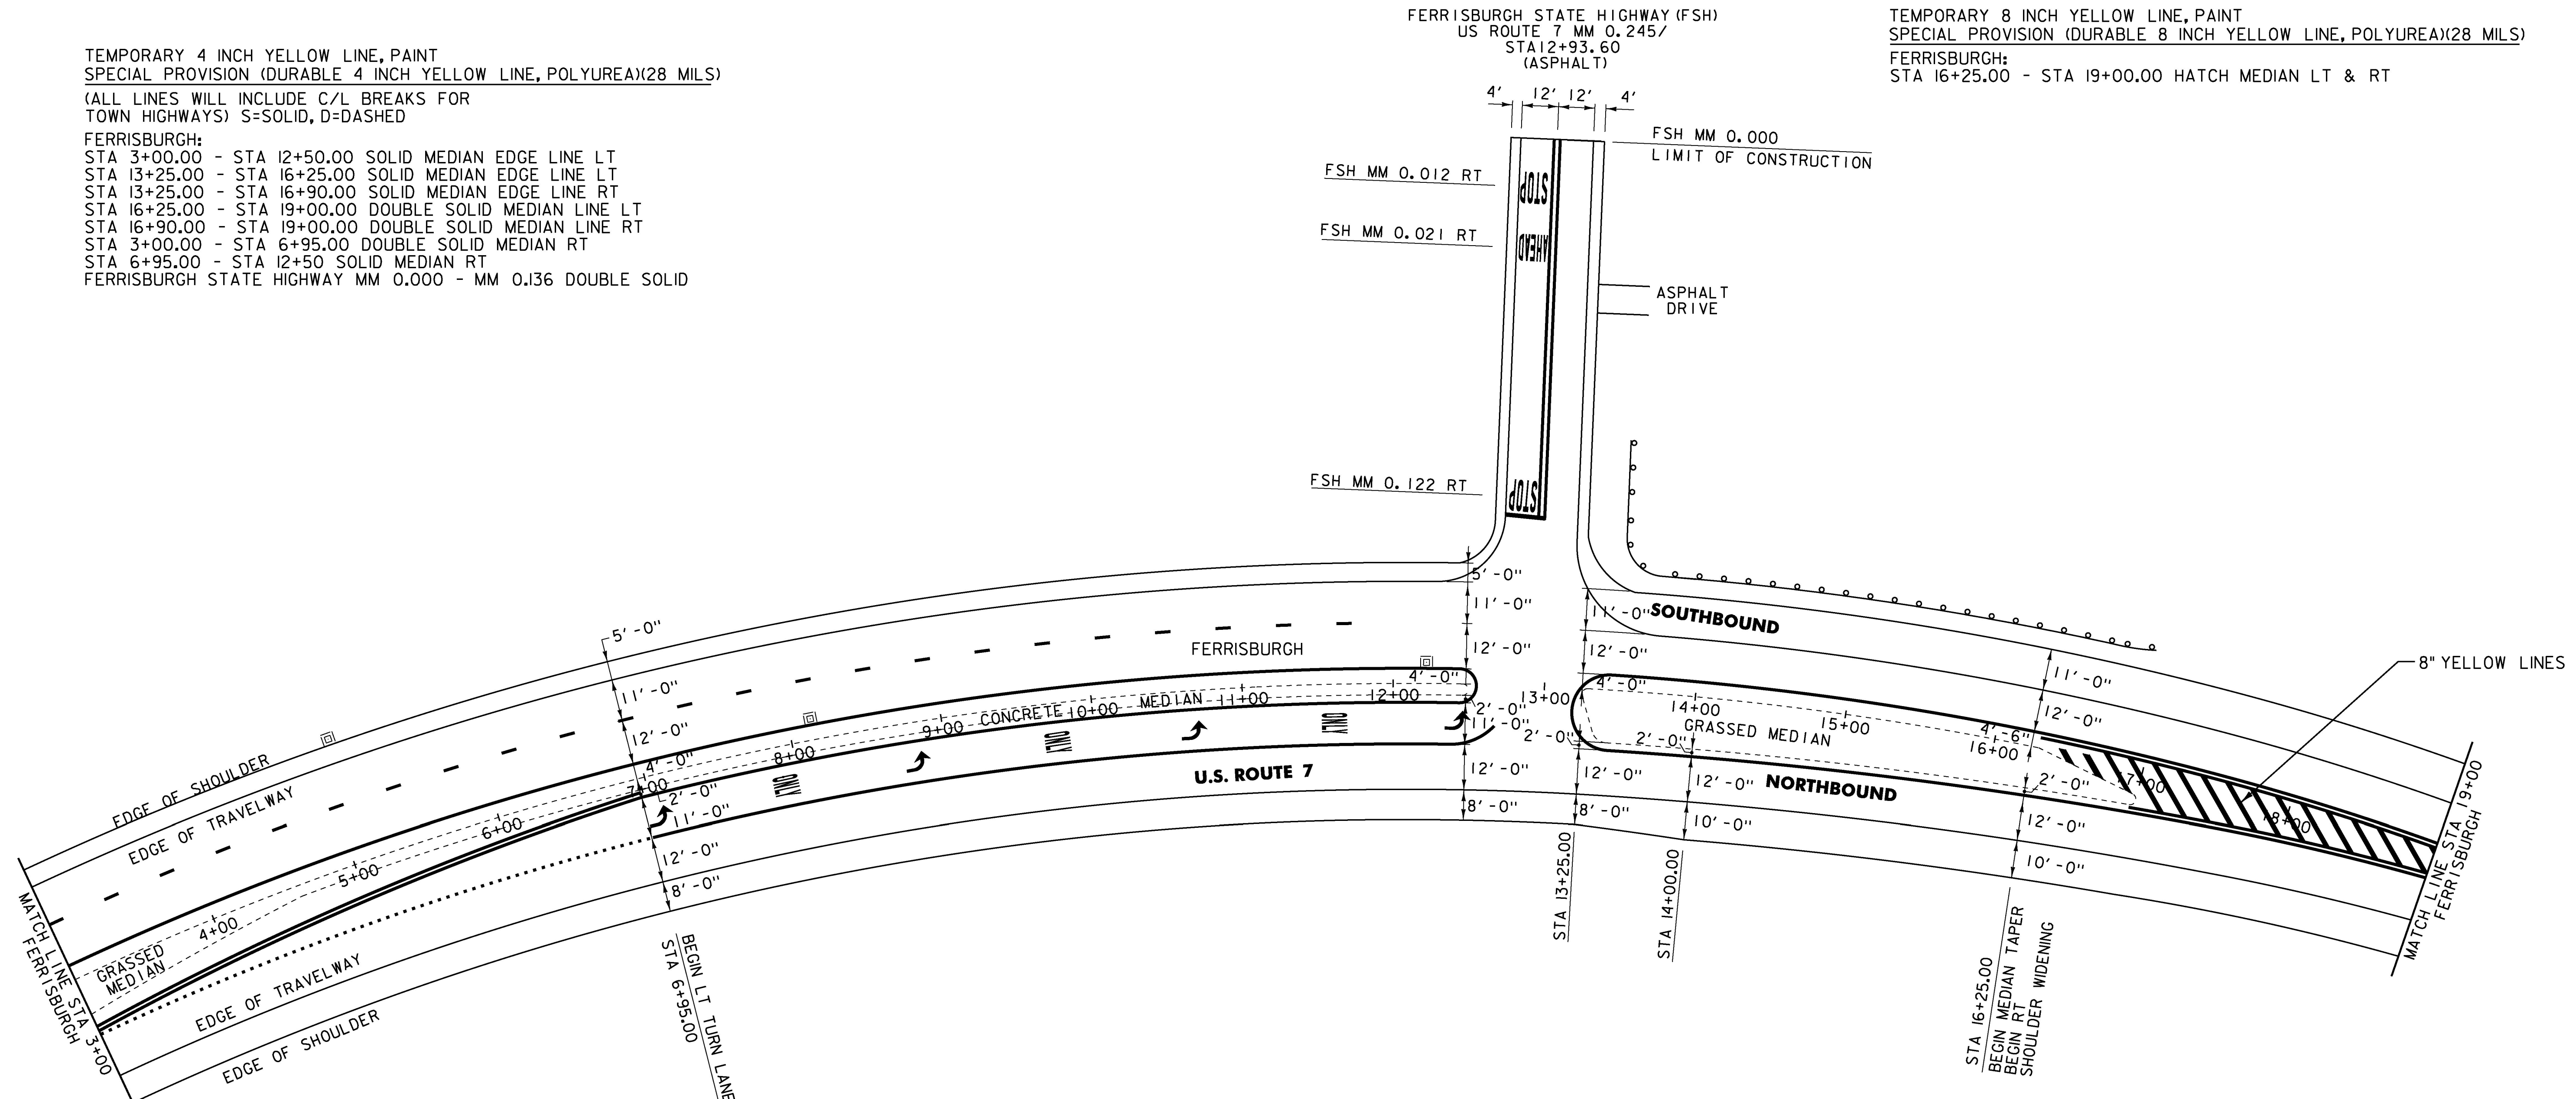 TEMPORARY 4 INCH YELLOW LINE, PAINT
SPECIAL PROVISION (DURABLE 4 INCH YELLOW LINE, POLYUREA)(28 MILS)
(ALL LINES WILL INCLUDE C/L BREAKS FOR
TOWN HIGHWAYS) S=SOLID, D=DASHED
FERRISBURGH:
STA 3+00.00 - STA 12+50.00 SOLID MEDIAN EDGE LINE LT
STA 13+25.00 - STA 16+25.00 SOLID MEDIAN EDGE LINE LT
STA 13+25.00 - STA 16+90.00 SOLID MEDIAN EDGE LINE RT
STA 16+25.00 - STA 19+00.00 DOUBLE SOLID MEDIAN LINE LT
STA 16+90.00 - STA 19+00.00 DOUBLE SOLID MEDIAN LINE RT
STA 3+00.00 - STA 6+95.00 DOUBLE SOLID MEDIAN RT
STA 6+95.00 - STA 12+50 SOLID MEDIAN RT
FERRISBURGH STATE HIGHWAY MM 0.000 - MM 0.136 DOUBLE SOLID
FERRISBURGH STATE HIGHWAY (FSH)
US ROUTE 7 MM 0.245/
STA12+93.60
(ASPHALT)
TEMPORARY 8 INCH YELLOW LINE, PAINT
SPECIAL PROVISION (DURABLE 8 INCH YELLOW LINE, POLYUREA)(28 MILS)
FERRISBURGH:
STA 16+25.00 - STA 19+00.00 HATCH MEDIAN LT & RT
4' 12' 12' 4'
FSH MM 0.000
LIMIT OF CONSTRUCTION
FSH MM 0.012 RT
STOP
FSH MM 0.021 RT
AHEAD
ASPHALT
DRIVE
FSH MM 0.122 RT
STOP
5'-0"
11'-0"
12'-0"
4'-0"
2'-0"
11'-0"
12'-0"
8'-0"
EDGE OF SHOULDER
EDGE OF TRAVELWAY
GRASSED
MEDIAN
4+00
5+00
6+00
7+00
8+00
9+00
CONCRETE
10+00
MEDIAN
11+00
12+00
13+00
ONLY
ONLY
ONLY
FERRISBURGH
U.S. ROUTE 7
5'-0"
11'-0"
12'-0"
4'-0"
2'-0"
11'-0"
12'-0"
8'-0"
11'-0"
12'-0"
4'-0"
2'-0"
12'-0"
8'-0"
SOUTHBOUND
14+00
GRASSED MEDIAN
15+00
16+00
17+00
18+00
2'-0"
12'-0"
10'-0"
NORTHBOUND
11'-0"
12'-0"
4'-6"
2'-0"
12'-0"
10'-0"
8" YELLOW LINES
EDGE OF TRAVELWAY
EDGE OF SHOULDER
MATCH LINE STA 3+00
FERRISBURGH
BEGIN LT TURN LANE
STA 6+95.00
STA 13+25.00
STA 14+00.00
STA 16+25.00
BEGIN MEDIAN TAPER
BEGIN RT
SHOULDER WIDENING
MATCH LINE STA 19+00
FERRISBURGH